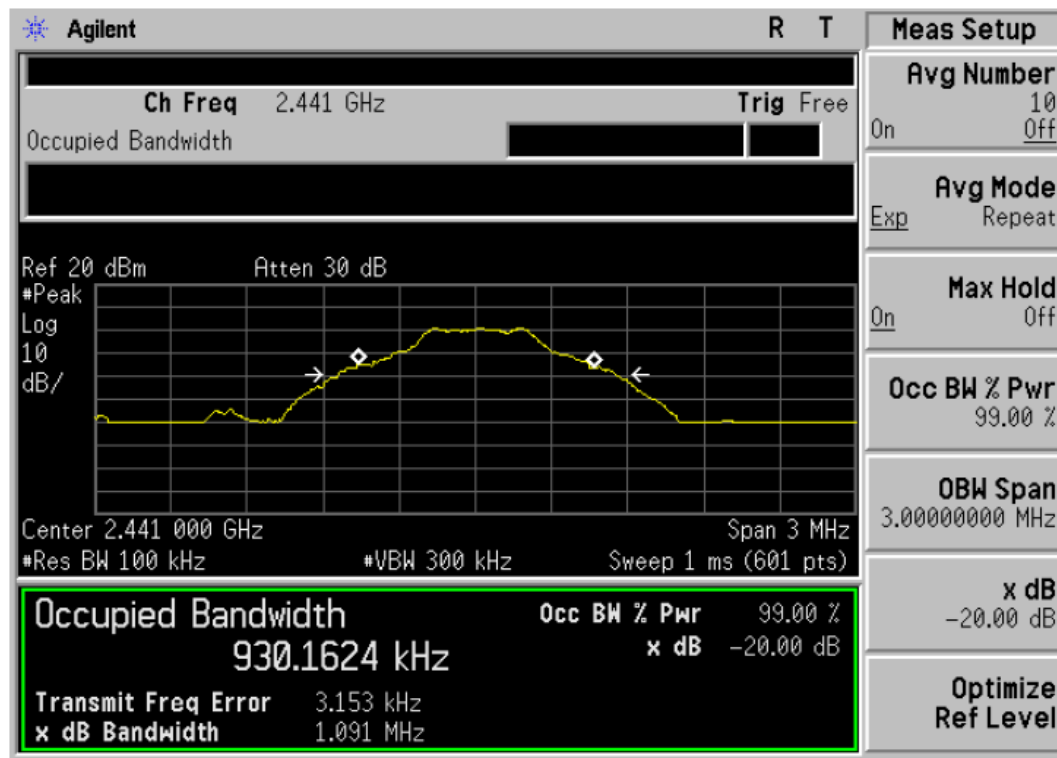 Agilent R T
Meas Setup
Ch Freq 2.441 GHz Trig Free
Occupied Bandwidth
Avg Number
10
On Off
Avg Mode
Exp Repeat
Max Hold
On Off
Occ BW % Pwr
99.00 %
OBW Span
3.00000000 MHz
x dB
-20.00 dB
Optimize
Ref Level
Ref 20 dBm Atten 30 dB
#Peak
Log
10
dB/
Center 2.441 000 GHz Span 3 MHz
#Res BW 100 kHz #VBW 300 kHz Sweep 1 ms (601 pts)
Occupied Bandwidth Occ BW % Pwr 99.00 %
930.1624 kHz x dB -20.00 dB
Transmit Freq Error 3.153 kHz
x dB Bandwidth 1.091 MHz